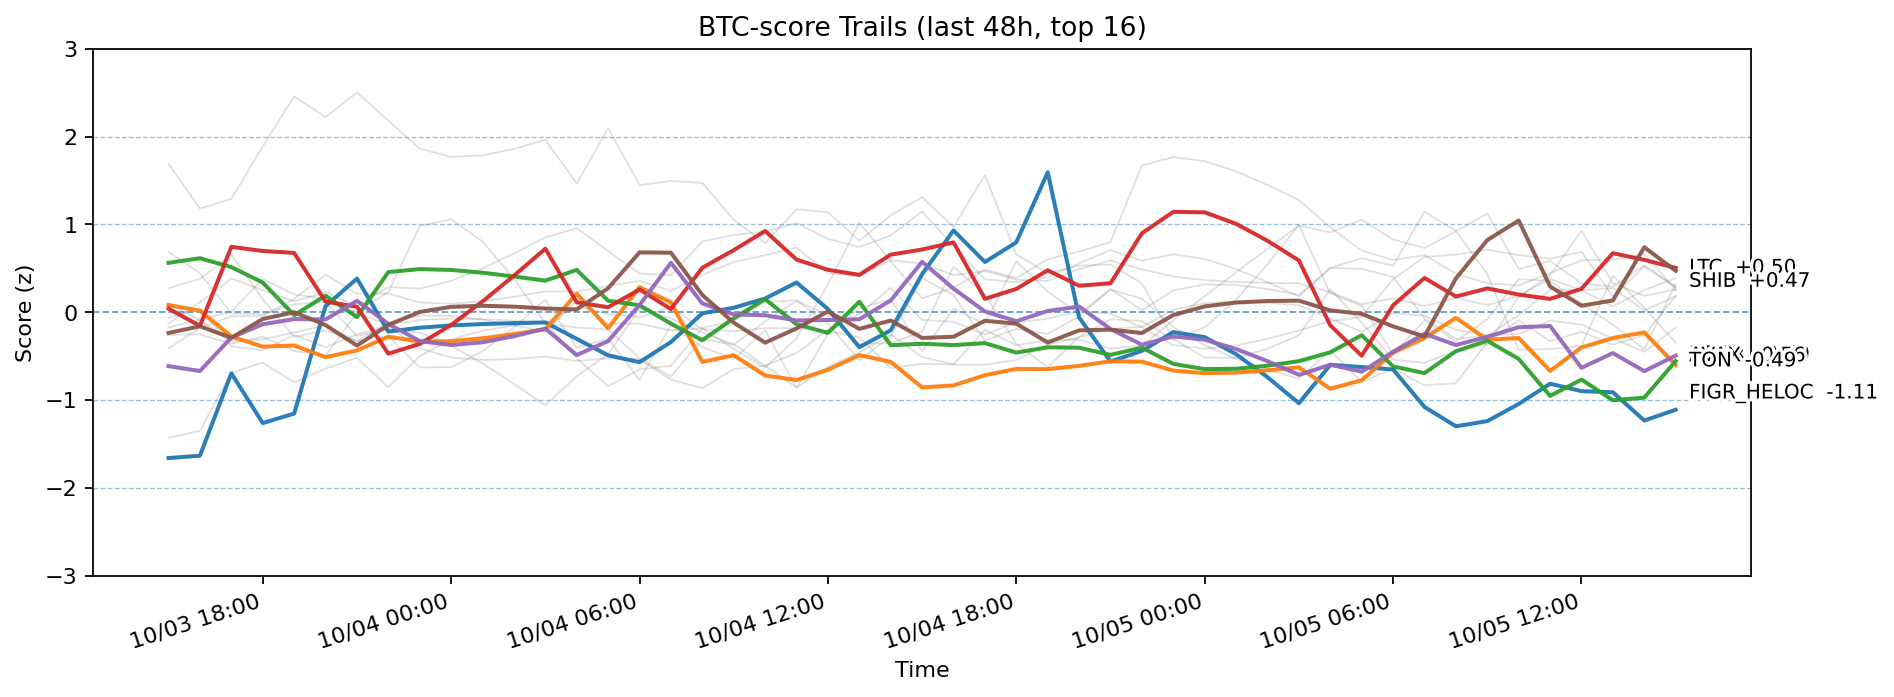 BTC-score Trails (last 48h, top 16)
3
2
1
0
−1
−2
−3
Score (z)
LTC +0.50
SHIB +0.47
TON -0.49
FIGR_HELOC -1.11
10/03 18:00
10/04 00:00
10/04 06:00
10/04 12:00
10/04 18:00
10/05 00:00
10/05 06:00
10/05 12:00
Time